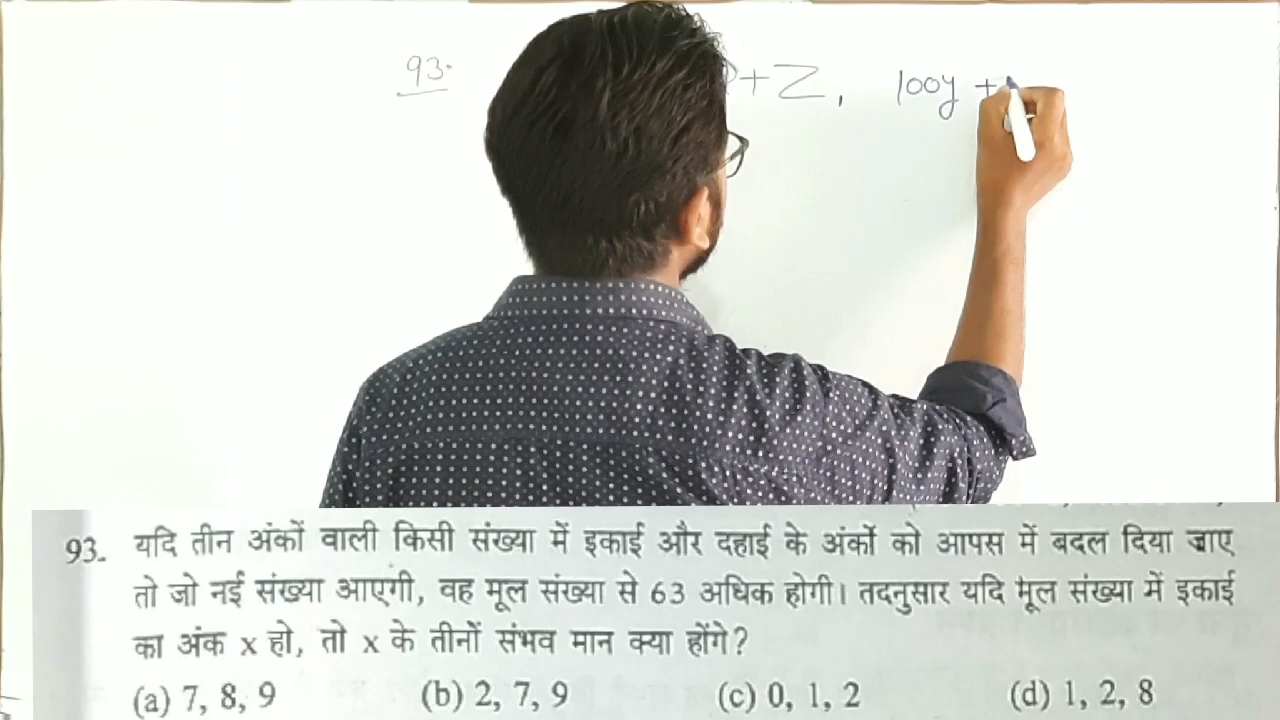 93.
+Z, 100y +
93. यदि तीन अंकों वाली किसी संख्या में इकाई और दहाई के अंकों को आपस में बदल दिया जाए
तो जो नई संख्या आएगी, वह मूल संख्या से 63 अधिक होगी। तदनुसार यदि मूल संख्या में इकाई
का अंक x हो, तो x के तीनों संभव मान क्या होंगे?
(a) 7, 8, 9 (b) 2, 7, 9 (c) 0, 1, 2 (d) 1, 2, 8